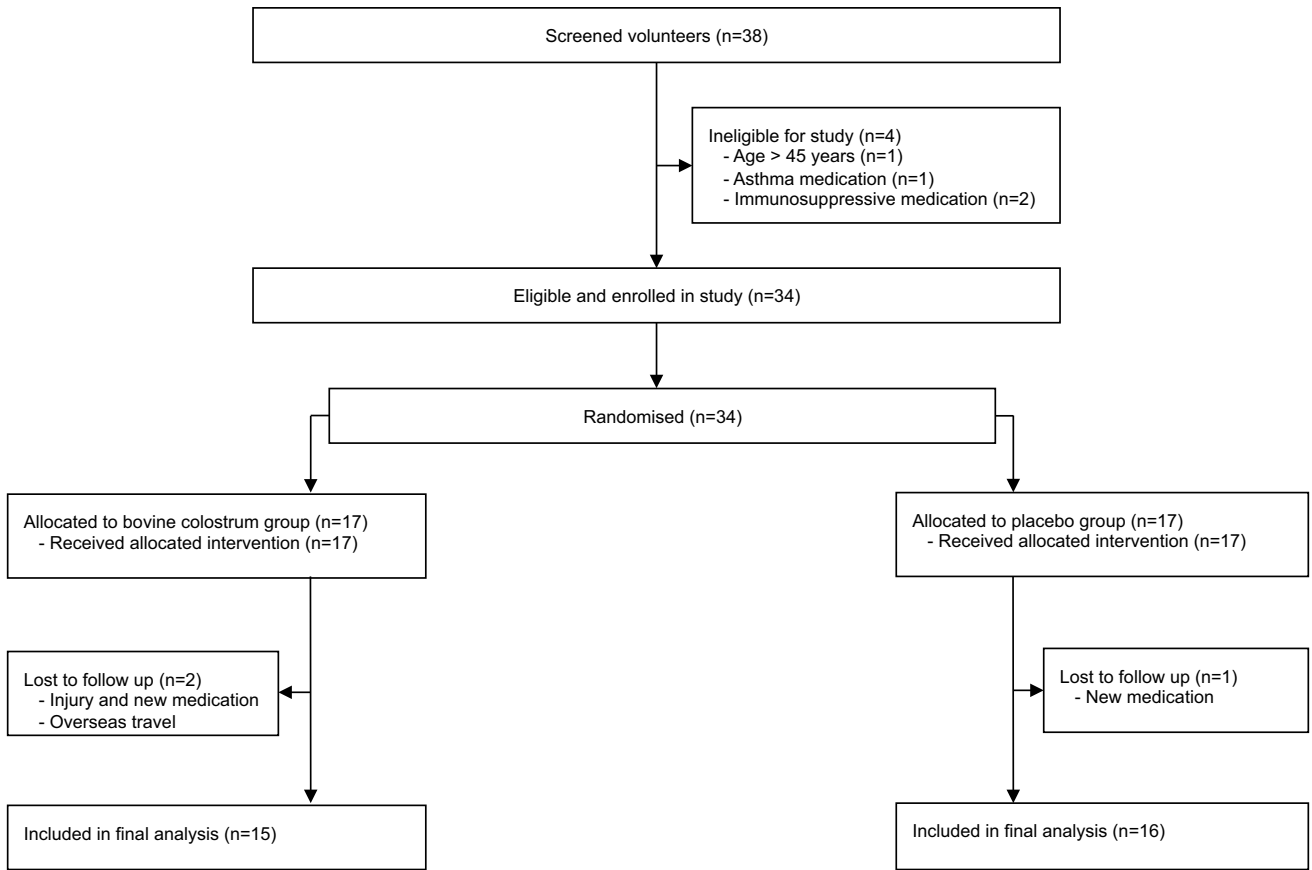 Screened volunteers (n=38)
Ineligible for study (n=4)
- Age > 45 years (n=1)
- Asthma medication (n=1)
- Immunosuppressive medication (n=2)
Eligible and enrolled in study (n=34)
Randomised (n=34)
Allocated to bovine colostrum group (n=17)
- Received allocated intervention (n=17)
Allocated to placebo group (n=17)
- Received allocated intervention (n=17)
Lost to follow up (n=2)
- Injury and new medication
- Overseas travel
Lost to follow up (n=1)
- New medication
Included in final analysis (n=15)
Included in final analysis (n=16)